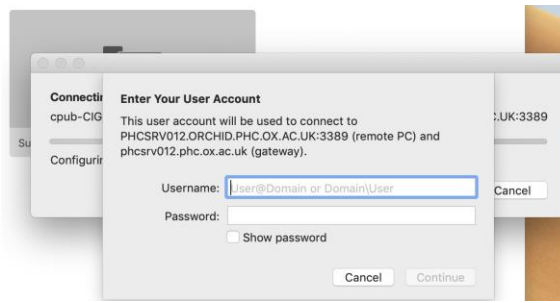 Connectin
cpub-CIG
C.UK:3389
Su
Configurin
Cancel
Enter Your User Account
This user account will be used to connect to
PHCSRV012.ORCHID.PHC.OX.AC.UK:3389 (remote PC) and
phcsrv012.phc.ox.ac.uk (gateway).
Username: User@Domain or Domain\User
Password:
Show password
Cancel Continue